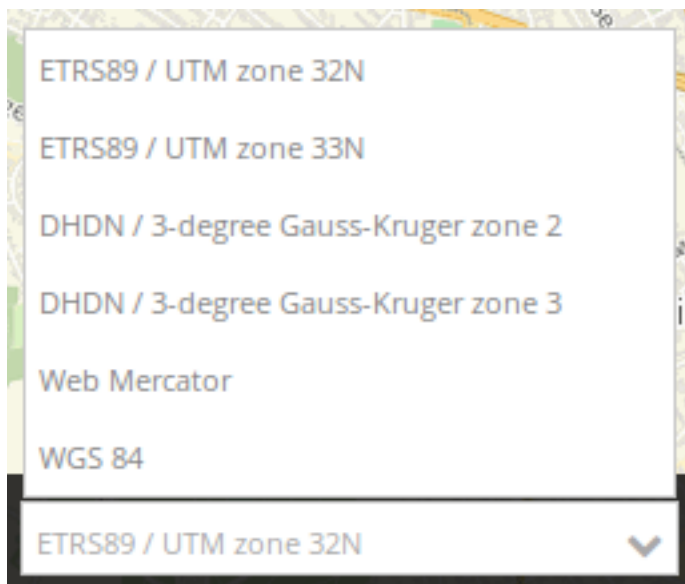 ETRS89 / UTM zone 32N
ETRS89 / UTM zone 33N
DHDN / 3-degree Gauss-Kruger zone 2
DHDN / 3-degree Gauss-Kruger zone 3
Web Mercator
WGS 84
ETRS89 / UTM zone 32N